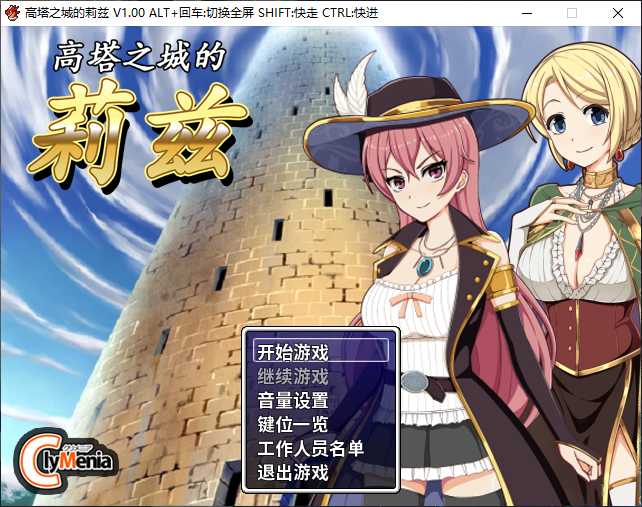 高塔之城的莉兹 V1.00 ALT+回车:切换全屏 SHIFT:快走 CTRL:快进
高塔之城的
莉兹
开始游戏
继续游戏
音量设置
键位一览
工作人员名单
退出游戏
ClyMenia